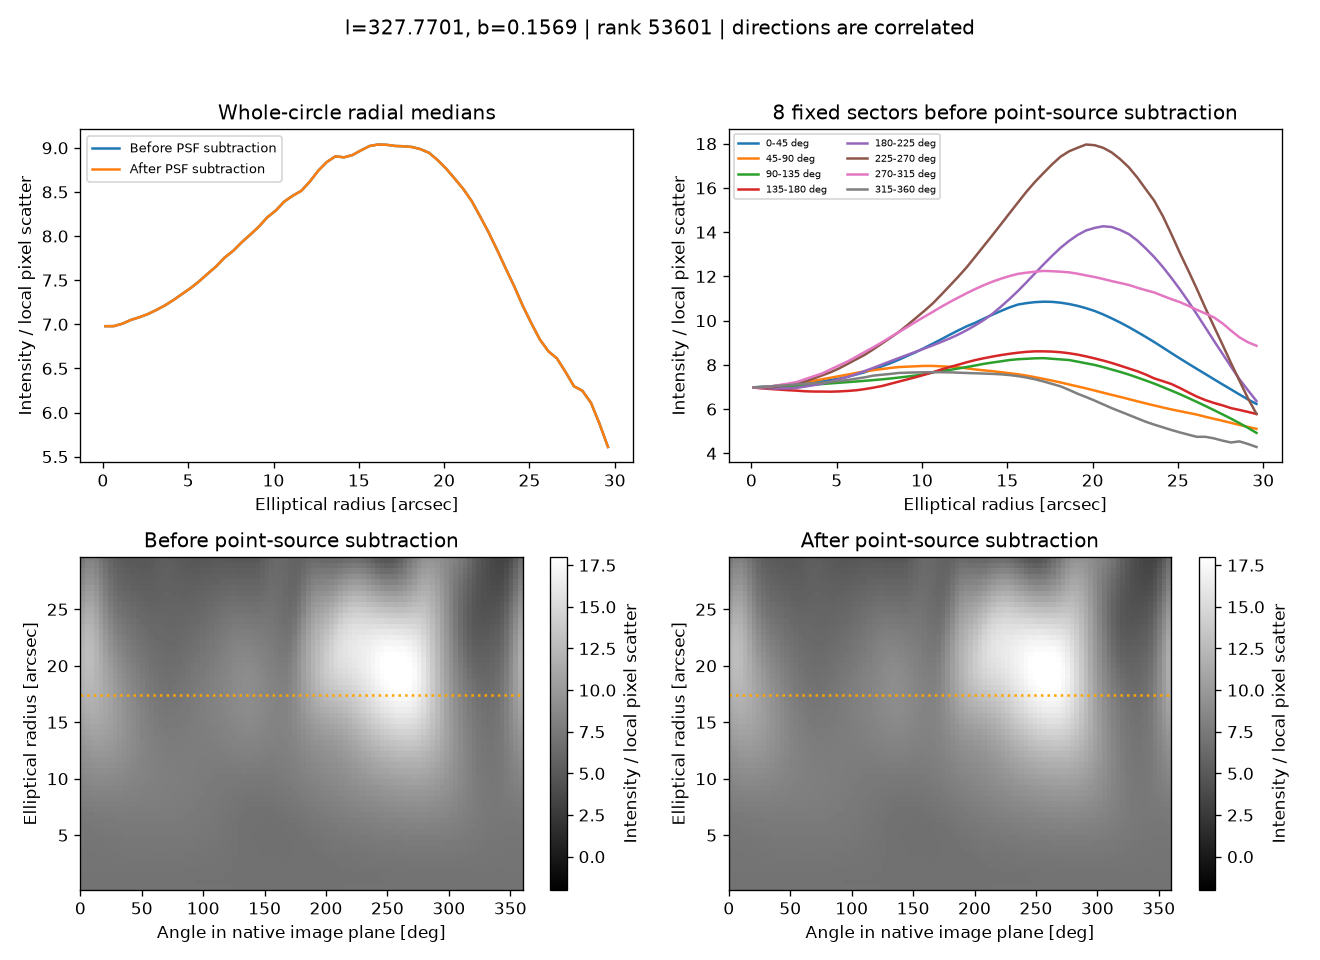 l=327.7701, b=0.1569 | rank 53601 | directions are correlated
Whole-circle radial medians
Before PSF subtraction
After PSF subtraction
9.0
8.5
8.0
7.5
7.0
6.5
6.0
5.5
0 5 10 15 20 25 30
Elliptical radius [arcsec]
Intensity / local pixel scatter
8 fixed sectors before point-source subtraction
0-45 deg
45-90 deg
90-135 deg
135-180 deg
180-225 deg
225-270 deg
270-315 deg
315-360 deg
18
16
14
12
10
8
6
4
0 5 10 15 20 25 30
Elliptical radius [arcsec]
Intensity / local pixel scatter
Before point-source subtraction
25
20
15
10
5
0 50 100 150 200 250 300 350
Angle in native image plane [deg]
Elliptical radius [arcsec]
17.5
15.0
12.5
10.0
7.5
5.0
2.5
0.0
Intensity / local pixel scatter
After point-source subtraction
25
20
15
10
5
0 50 100 150 200 250 300 350
Angle in native image plane [deg]
Elliptical radius [arcsec]
17.5
15.0
12.5
10.0
7.5
5.0
2.5
0.0
Intensity / local pixel scatter